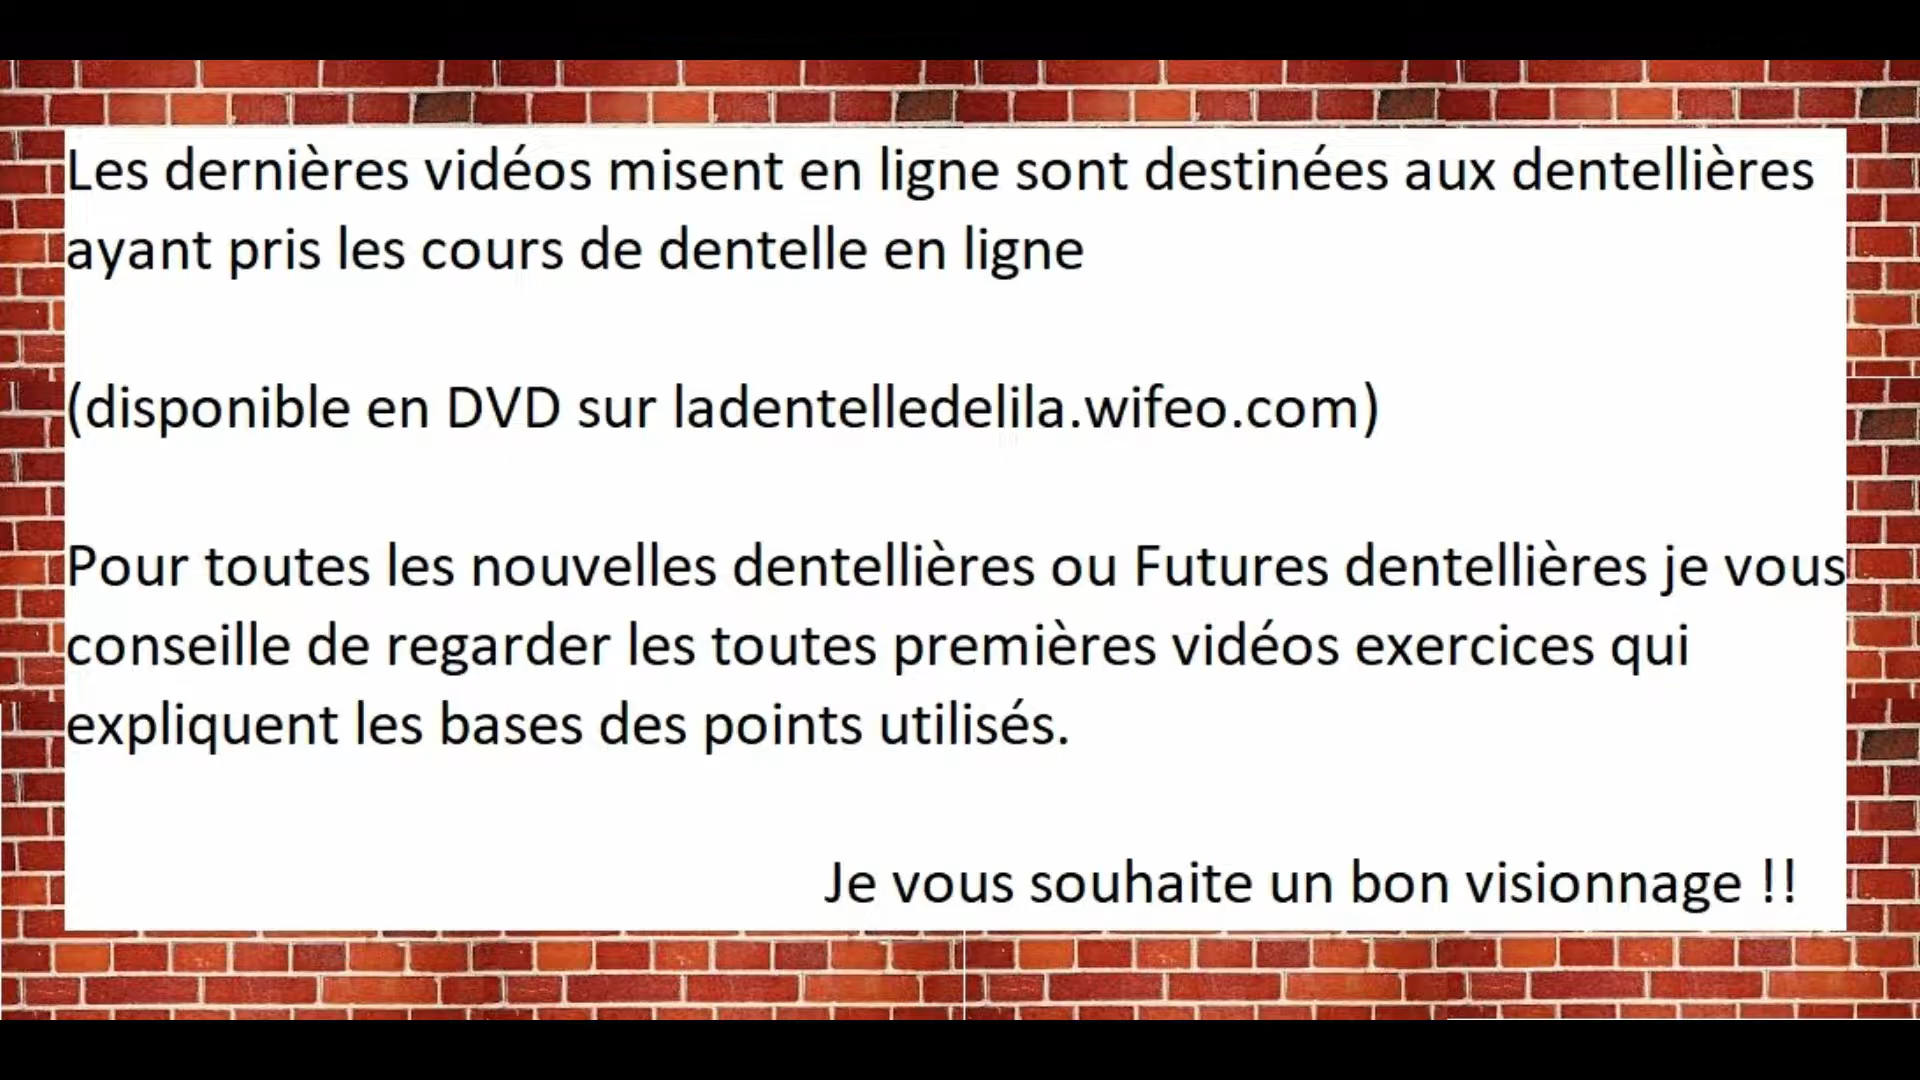 Les dernières vidéos misent en ligne sont destinées aux dentellières
ayant pris les cours de dentelle en ligne
(disponible en DVD sur ladentelledelila.wifeo.com)
Pour toutes les nouvelles dentellières ou Futures dentellières je vous
conseille de regarder les toutes premières vidéos exercices qui
expliquent les bases des points utilisés.
Je vous souhaite un bon visionnage !!